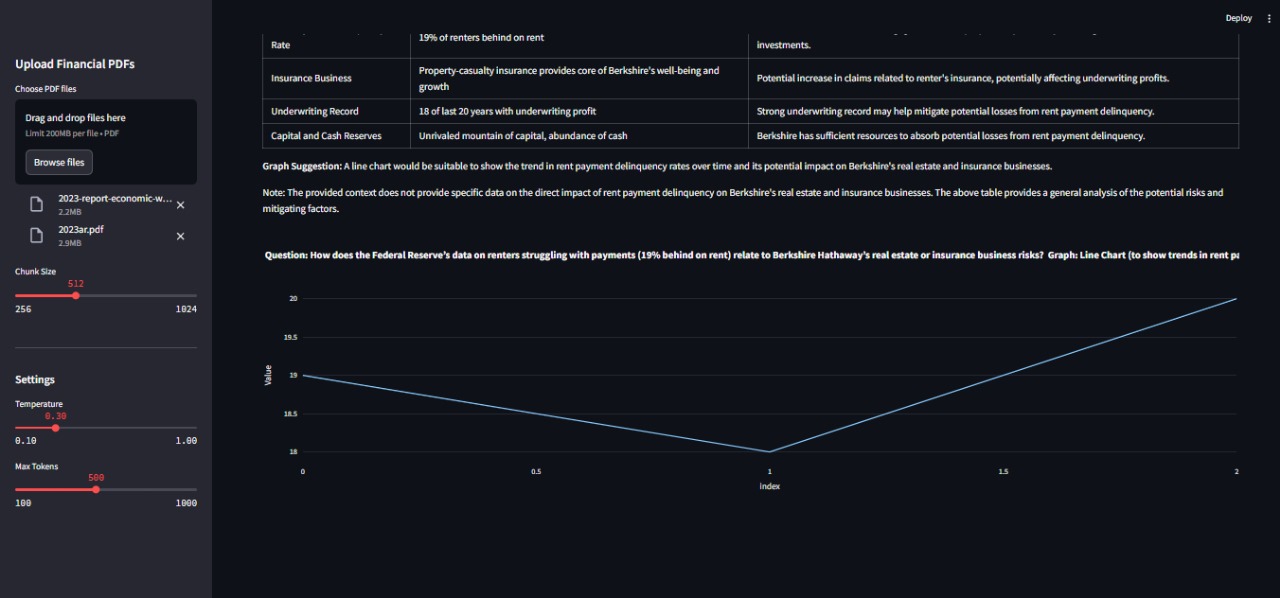 Deploy
Upload Financial PDFs
Choose PDF files
Drag and drop files here
Limit 200MB per file • PDF
Browse files
2023-report-economic-w...
2.2MB
2023ar.pdf
2.9MB
Chunk Size
512
256 1024
Settings
Temperature
0.30
0.10 1.00
Max Tokens
500
100 1000
Rate
19% of renters behind on rent
investments.
Insurance Business
Property-casualty insurance provides core of Berkshire's well-being and
growth
Potential increase in claims related to renter's insurance, potentially affecting underwriting profits.
Underwriting Record
18 of last 20 years with underwriting profit
Strong underwriting record may help mitigate potential losses from rent payment delinquency.
Capital and Cash Reserves
Unrivaled mountain of capital, abundance of cash
Berkshire has sufficient resources to absorb potential losses from rent payment delinquency.
Graph Suggestion: A line chart would be suitable to show the trend in rent payment delinquency rates over time and its potential impact on Berkshire's real estate and insurance businesses.
Note: The provided context does not provide specific data on the direct impact of rent payment delinquency on Berkshire's real estate and insurance businesses. The above table provides a general analysis of the potential risks and
mitigating factors.
Question: How does the Federal Reserve's data on renters struggling with payments (19% behind on rent) relate to Berkshire Hathaway's real estate or insurance business risks? Graph: Line Chart (to show trends in rent
20
19.5
19
18.5
18
Value
0 0.5 1 1.5 2
index